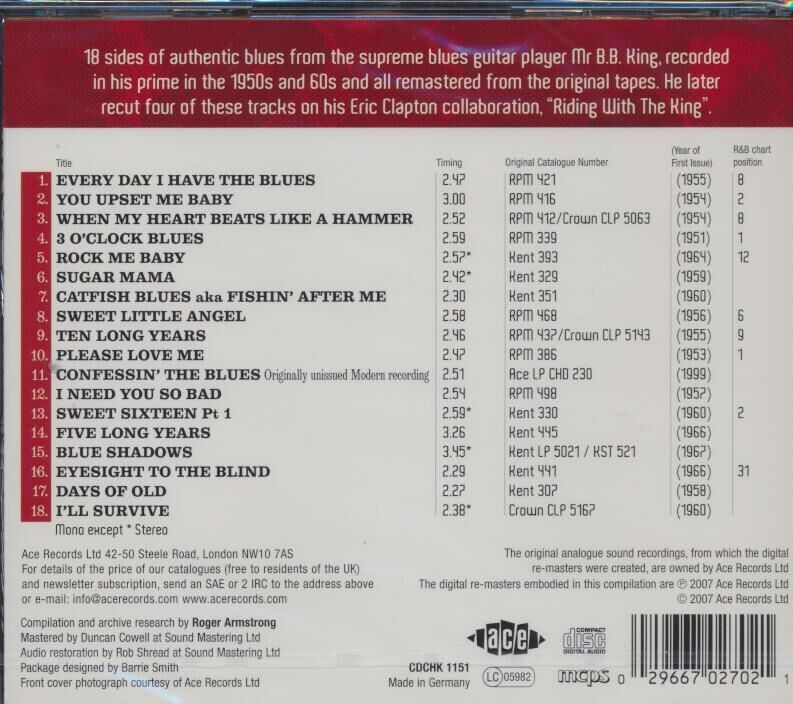 18 sides of authentic blues from the supreme blues guitar player Mr B.B. King, recorded
in his prime in the 1950s and 60s and all remastered from the original tapes. He later
recut four of these tracks on his Eric Clapton collaboration, "Riding With The King".
Title Timing Original Catalogue Number (Year of First Issue) R&B chart position
1. EVERY DAY I HAVE THE BLUES 2.47 RPM 421 (1955) 8
2. YOU UPSET ME BABY 3.00 RPM 416 (1954) 2
3. WHEN MY HEART BEATS LIKE A HAMMER 2.52 RPM 412/Crown CLP 5063 (1954) 8
4. 3 O'CLOCK BLUES 2.59 RPM 339 (1951) 1
5. ROCK ME BABY 2.57* Kent 393 (1964) 12
6. SUGAR MAMA 2.42* Kent 329 (1959)
7. CATFISH BLUES aka FISHIN' AFTER ME 2.30 Kent 351 (1960)
8. SWEET LITTLE ANGEL 2.58 RPM 468 (1956) 6
9. TEN LONG YEARS 2.46 RPM 437/Crown CLP 5143 (1955) 9
10. PLEASE LOVE ME 2.47 RPM 386 (1953) 1
11. CONFESSIN' THE BLUES Originally unissued Modern recording 2.51 Ace LP CHD 230 (1999)
12. I NEED YOU SO BAD 2.54 RPM 498 (1957)
13. SWEET SIXTEEN Pt 1 2.59* Kent 330 (1960) 2
14. FIVE LONG YEARS 3.26 Kent 445 (1966)
15. BLUE SHADOWS 3.45* Kent LP 5021 / KST 521 (1967)
16. EYESIGHT TO THE BLIND 2.29 Kent 441 (1966) 31
17. DAYS OF OLD 2.27 Kent 307 (1958)
18. I'LL SURVIVE 2.38* Crown CLP 5167 (1960)
Mono except * Stereo
Ace Records Ltd 42-50 Steele Road, London NW10 7AS
For details of the price of our catalogues (free to residents of the UK)
and newsletter subscription, send an SAE or 2 IRC to the address above
or e-mail: info@acerecords.com www.acerecords.com
The original analogue sound recordings, from which the digital
re-masters were created, are owned by Ace Records Ltd
The digital re-masters embodied in this compilation are ℗ 2007 Ace Records Ltd
© 2007 Ace Records Ltd
Compilation and archive research by Roger Armstrong
Mastered by Duncan Cowell at Sound Mastering Ltd
Audio restoration by Rob Shread at Sound Mastering Ltd
Package designed by Barrie Smith
Front cover photograph courtesy of Ace Records Ltd
ace
COMPACT
disc
DIGITAL AUDIO
CDCHK 1151
Made in Germany
LC 05982
mcps
0 29667 02702 1